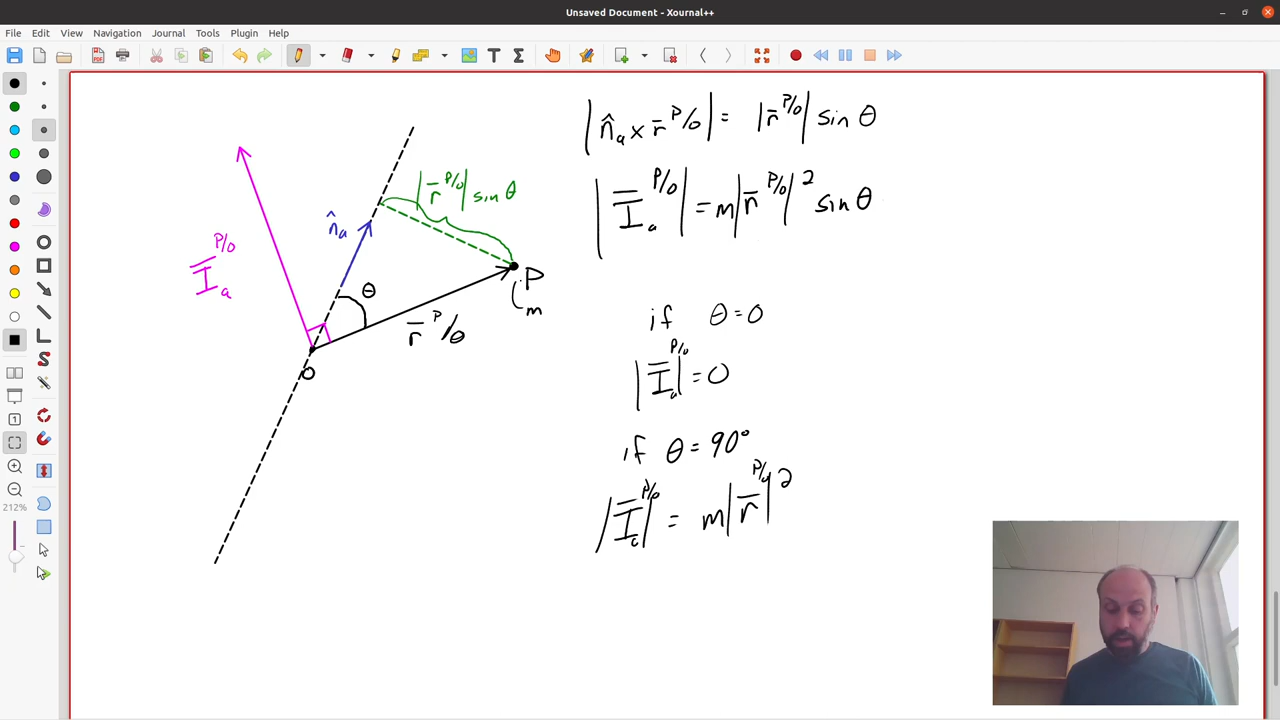 Unsaved Document - Xournal++
File Edit View Navigation Journal Tools Plugin Help
212%
|r̄^{P/O}| sin θ
n̂ₐ
Ī̄ₐ^{P/O}
θ
P
m
r̄^{P/O}
O
|n̂ₐ × r̄^{P/O}| = |r̄^{P/O}| sin θ
|Ī̄ₐ^{P/O}| = m|r̄^{P/O}|² sin θ
if θ = 0
|Ī̄ₐ^{P/O}| = 0
if θ = 90°
|Ī̄ₐ^{P/O}| = m|r̄^{P/O}|²